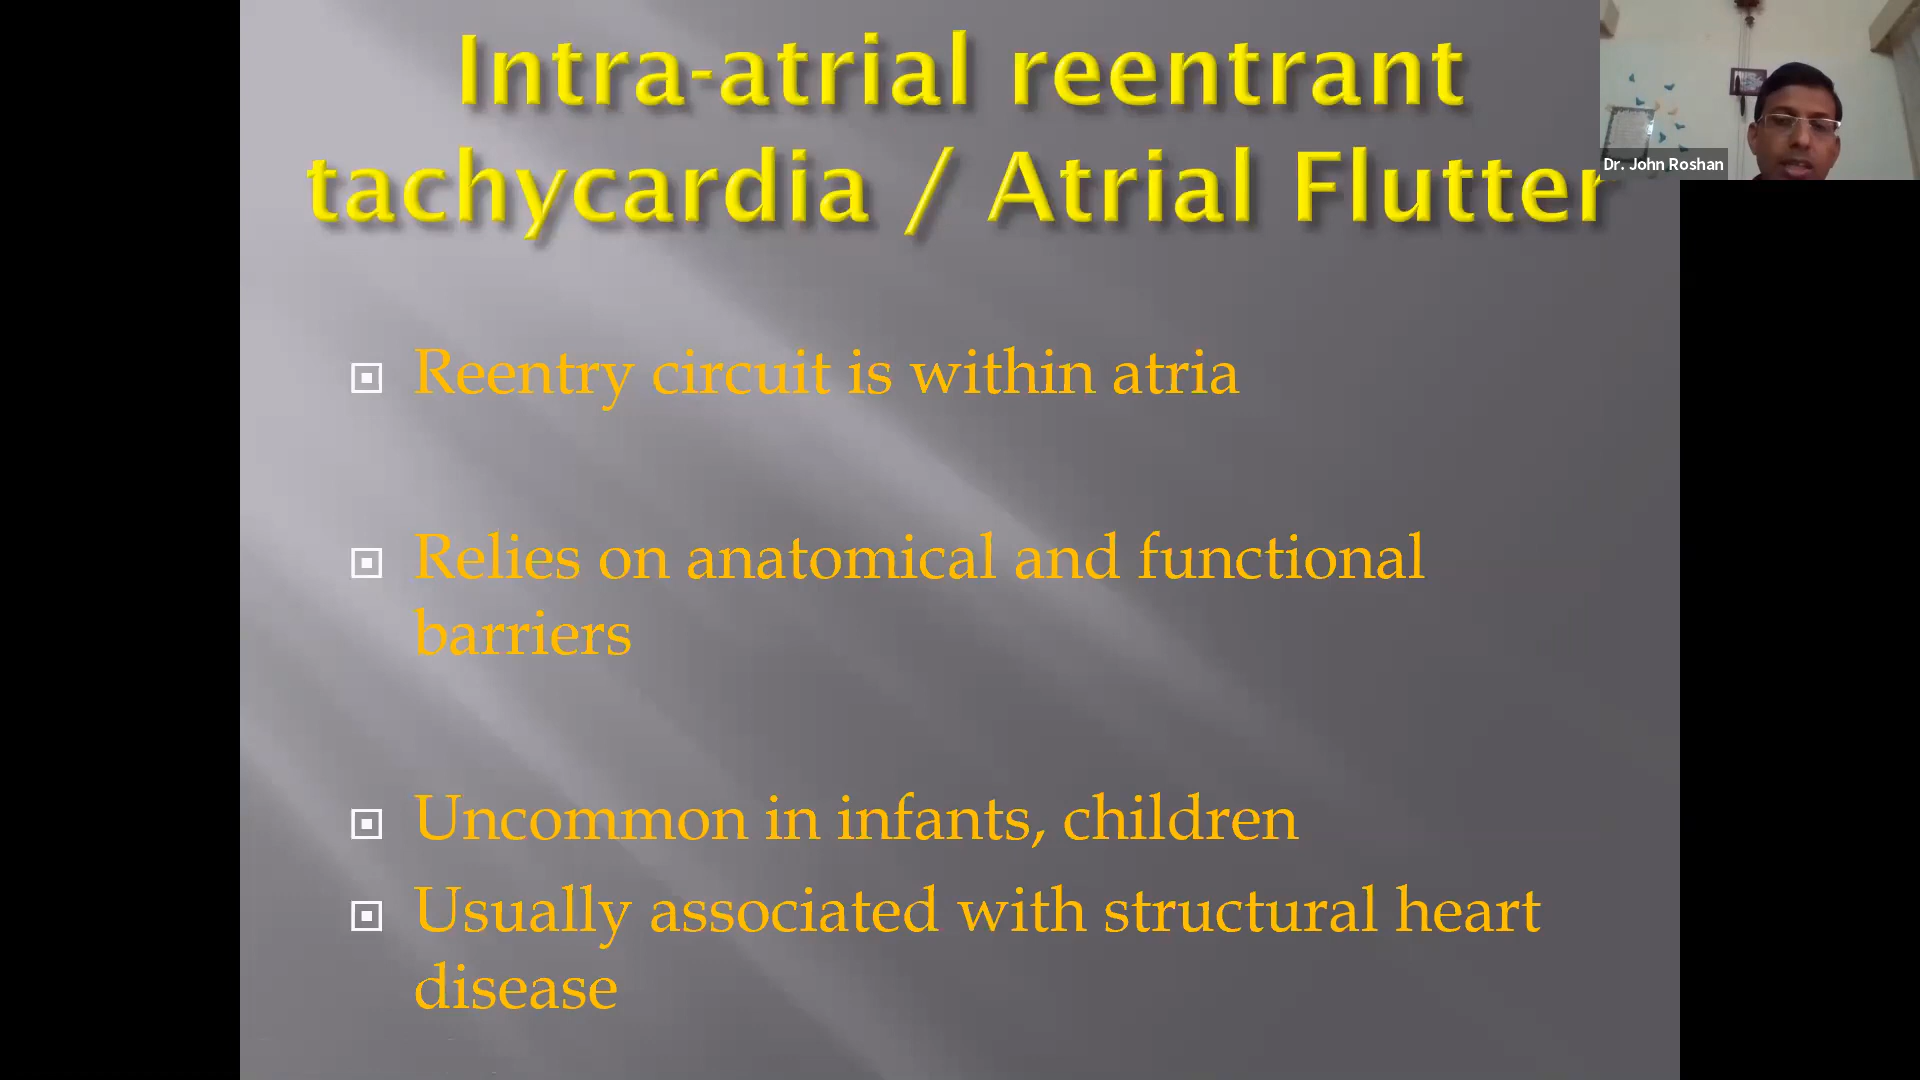 Intra-atrial reentrant
tachycardia / Atrial Flutter
Dr. John Roshan
Reentry circuit is within atria
Relies on anatomical and functional
barriers
Uncommon in infants, children
Usually associated with structural heart
disease